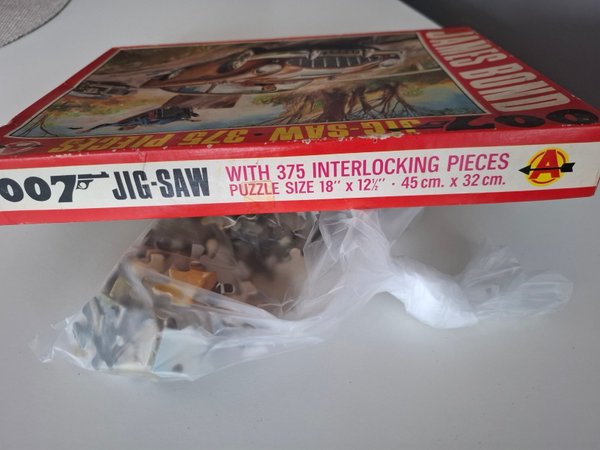 JAMES BOND
007
JIG-SAW · 375 PIECES
007 JIG-SAW
WITH 375 INTERLOCKING PIECES
PUZZLE SIZE 18" x 12½" · 45 cm. x 32 cm.
A